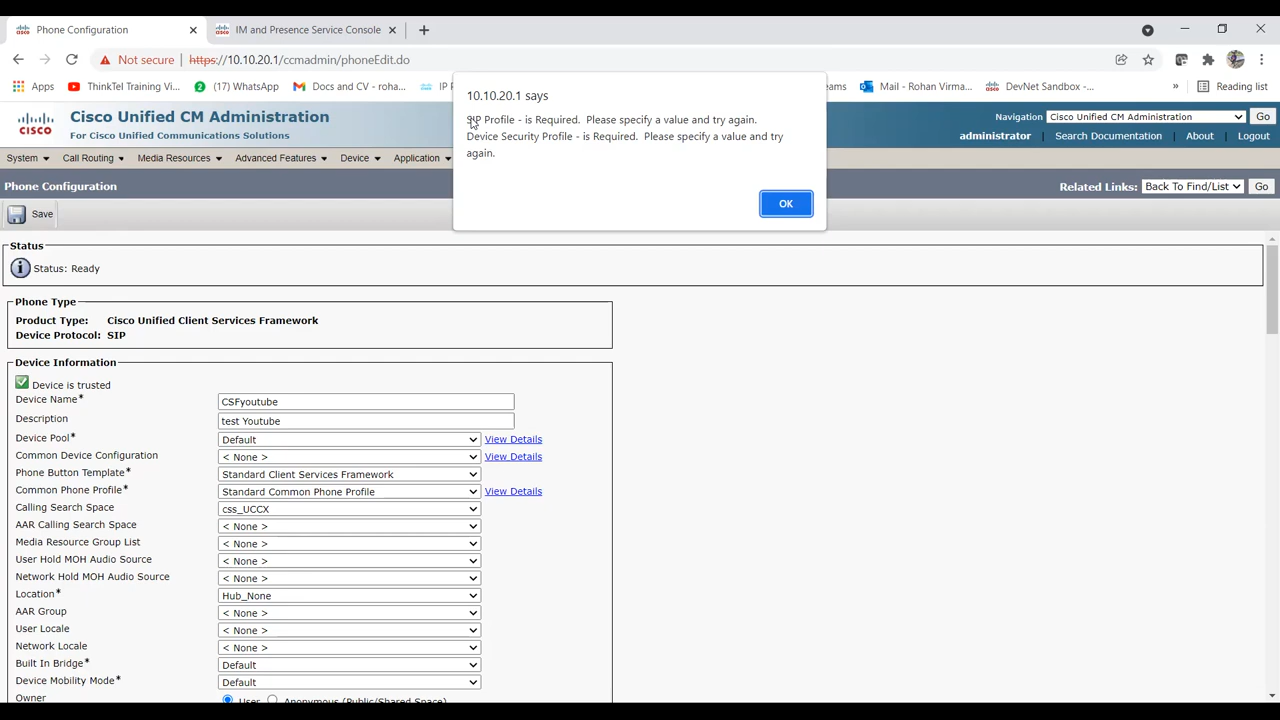 Phone Configuration
IM and Presence Service Console
Not secure
https://10.10.20.1/ccmadmin/phoneEdit.do
Apps
ThinkTel Training Vi...
(17) WhatsApp
Docs and CV - roha...
IP P
eams
Mail - Rohan Virma...
DevNet Sandbox -...
Reading list
10.10.20.1 says
SIP Profile - is Required. Please specify a value and try again.
Device Security Profile - is Required. Please specify a value and try
again.
OK
cisco
Cisco Unified CM Administration
For Cisco Unified Communications Solutions
Navigation
Cisco Unified CM Administration
Go
administrator
Search Documentation
About
Logout
System
Call Routing
Media Resources
Advanced Features
Device
Application
Phone Configuration
Related Links:
Back To Find/List
Go
Save
Status
Status: Ready
Phone Type
Product Type: Cisco Unified Client Services Framework
Device Protocol: SIP
Device Information
Device is trusted
Device Name* CSFyoutube
Description test Youtube
Device Pool* Default View Details
Common Device Configuration < None > View Details
Phone Button Template* Standard Client Services Framework
Common Phone Profile* Standard Common Phone Profile View Details
Calling Search Space css_UCCX
AAR Calling Search Space < None >
Media Resource Group List < None >
User Hold MOH Audio Source < None >
Network Hold MOH Audio Source < None >
Location* Hub_None
AAR Group < None >
User Locale < None >
Network Locale < None >
Built In Bridge* Default
Device Mobility Mode* Default
Owner User Anonymous (Public/Shared Space)